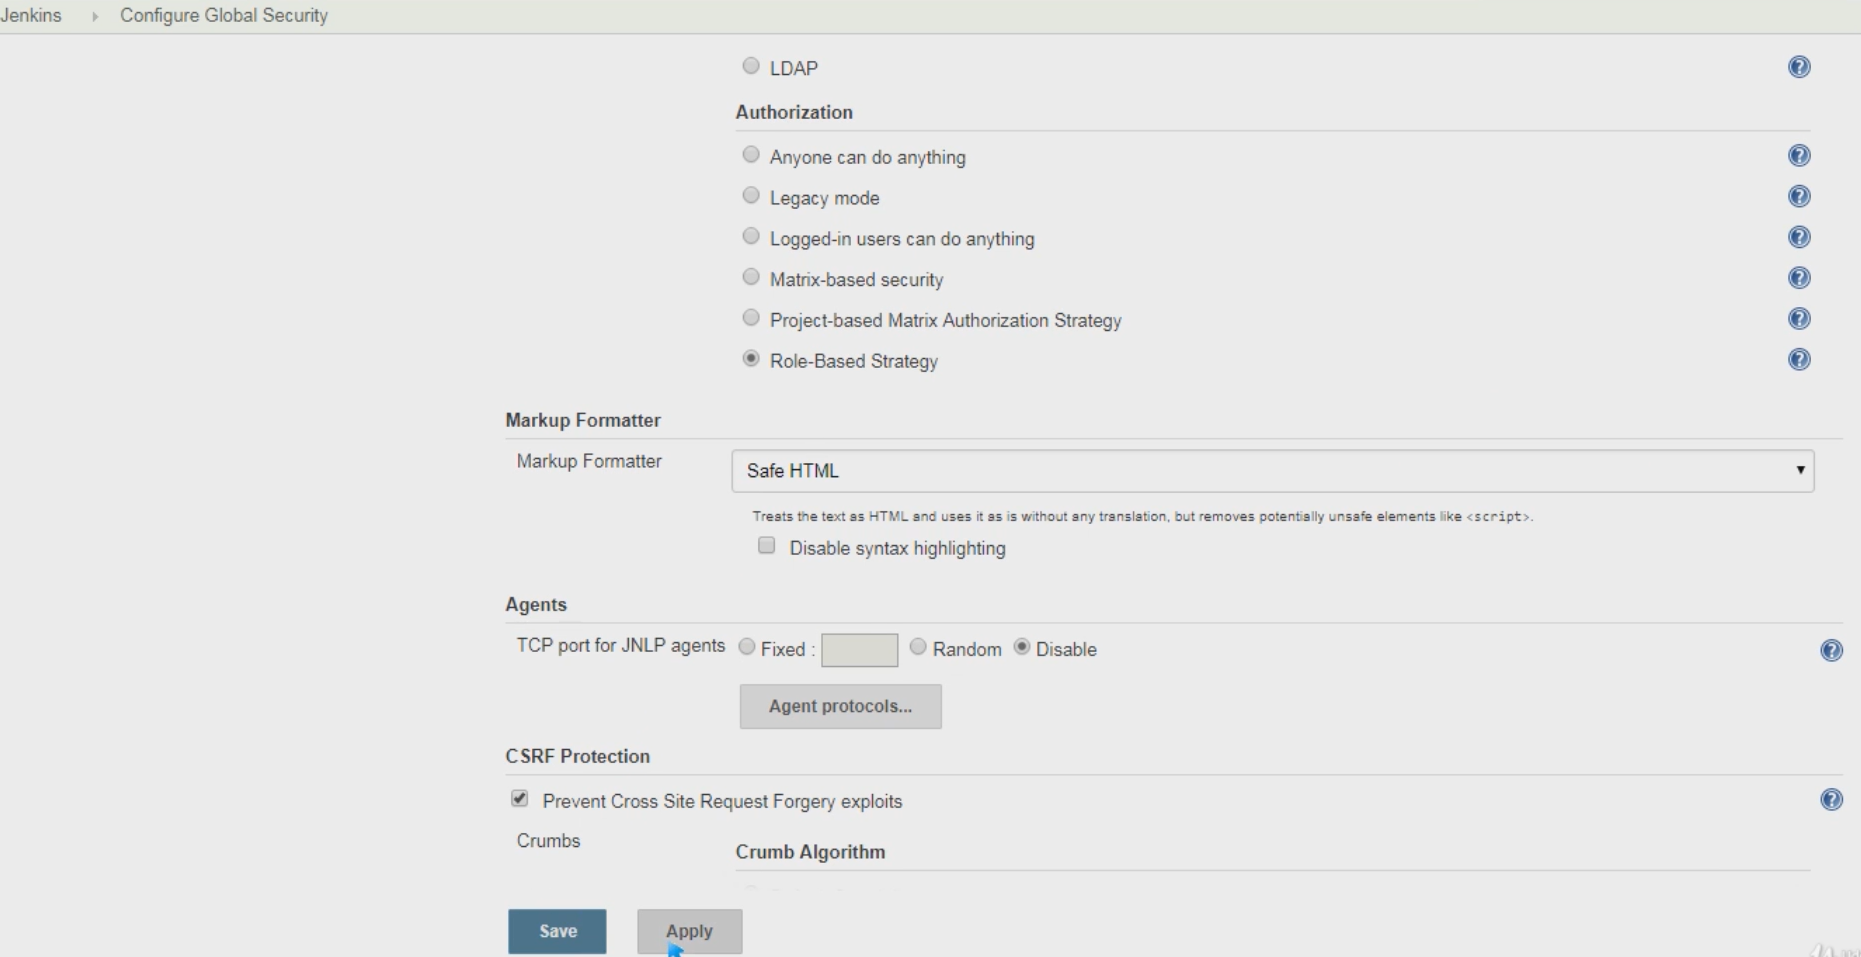 Jenkins Configure Global Security
LDAP
Authorization
Anyone can do anything
Legacy mode
Logged-in users can do anything
Matrix-based security
Project-based Matrix Authorization Strategy
Role-Based Strategy
Markup Formatter
Markup Formatter Safe HTML
Treats the text as HTML and uses it as is without any translation, but removes potentially unsafe elements like <script>.
Disable syntax highlighting
Agents
TCP port for JNLP agents Fixed : Random Disable
Agent protocols...
CSRF Protection
Prevent Cross Site Request Forgery exploits
Crumbs
Crumb Algorithm
Save Apply